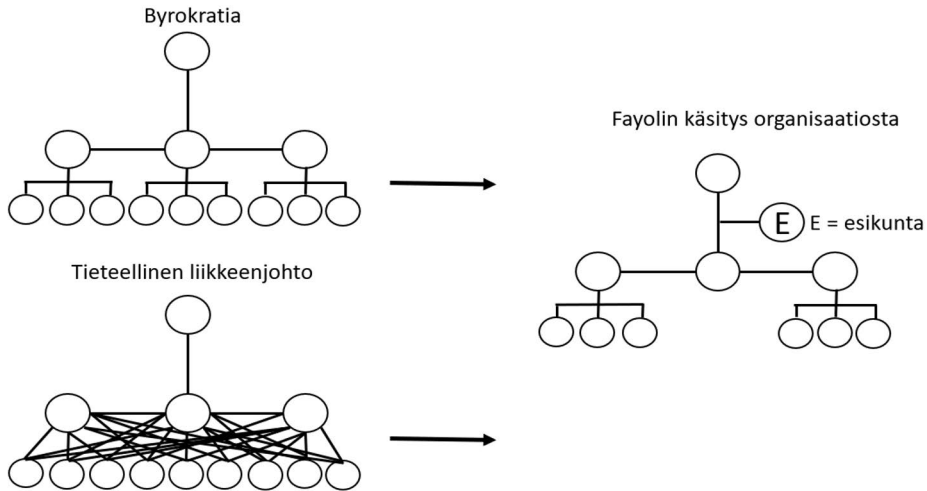 Byrokratia
Fayolin käsitys organisaatiosta
E E = esikunta
Tieteellinen liikkeenjohto